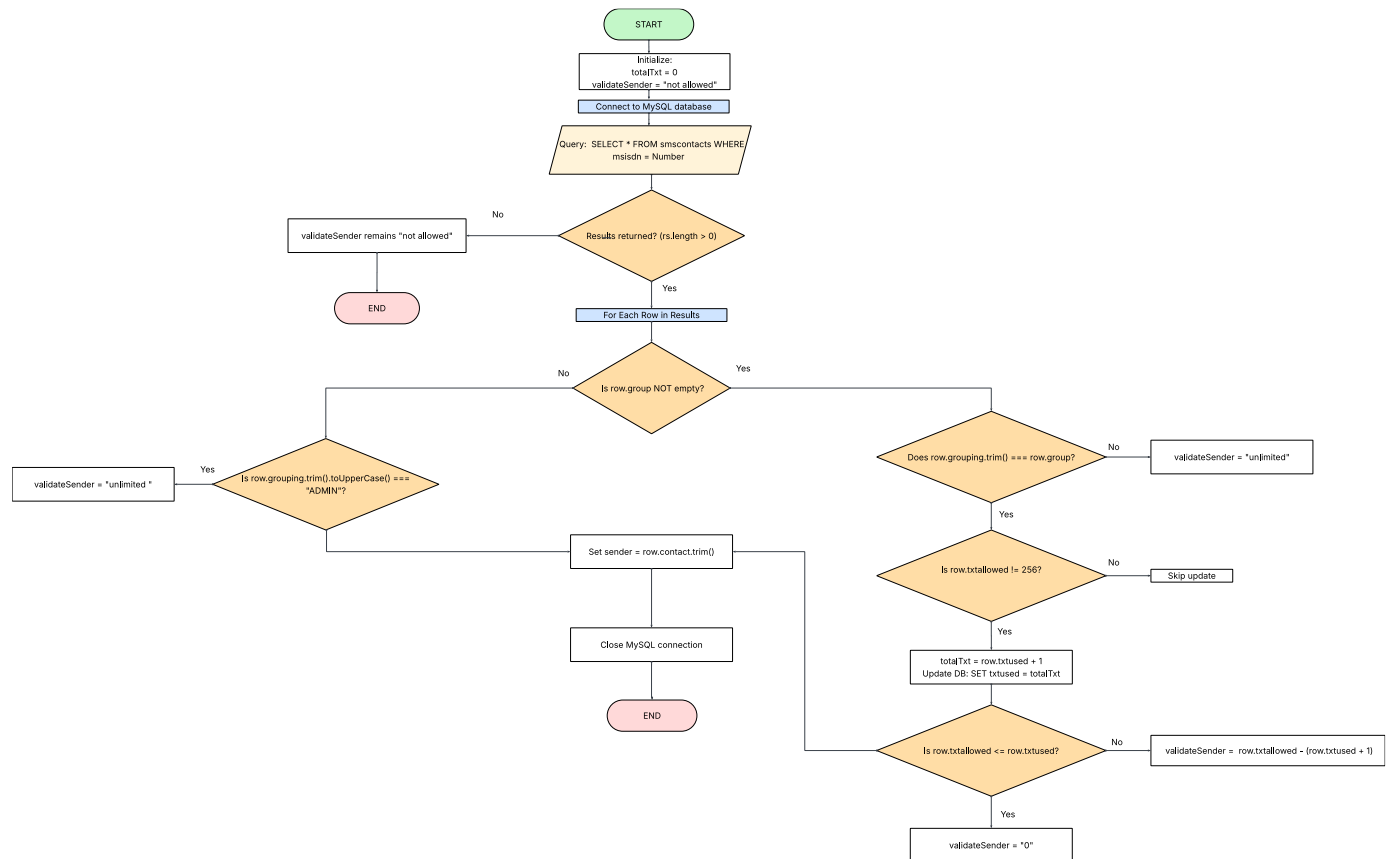 START
Initialize:
totalTxt = 0
validateSender = "not allowed"
Connect to MySQL database
Query:  SELECT * FROM smscontacts WHERE
msisdn = Number
No
validateSender remains "not allowed"
Results returned? (rs.length > 0)
Yes
END
For Each Row in Results
No
Yes
Is row.group NOT empty?
Does row.grouping.trim() === row.group?
No
validateSender = "unlimited"
Yes
validateSender = "unlimited "
Is row.grouping.trim().toUpperCase() ===
"ADMIN"?
Yes
Set sender = row.contact.trim()
Is row.txtallowed != 256?
No
Skip update
Yes
Close MySQL connection
totalTxt = row.txtused + 1
Update DB: SET txtused = totalTxt
END
Is row.txtallowed <= row.txtused?
No
validateSender =  row.txtallowed - (row.txtused + 1)
Yes
validateSender = "0"